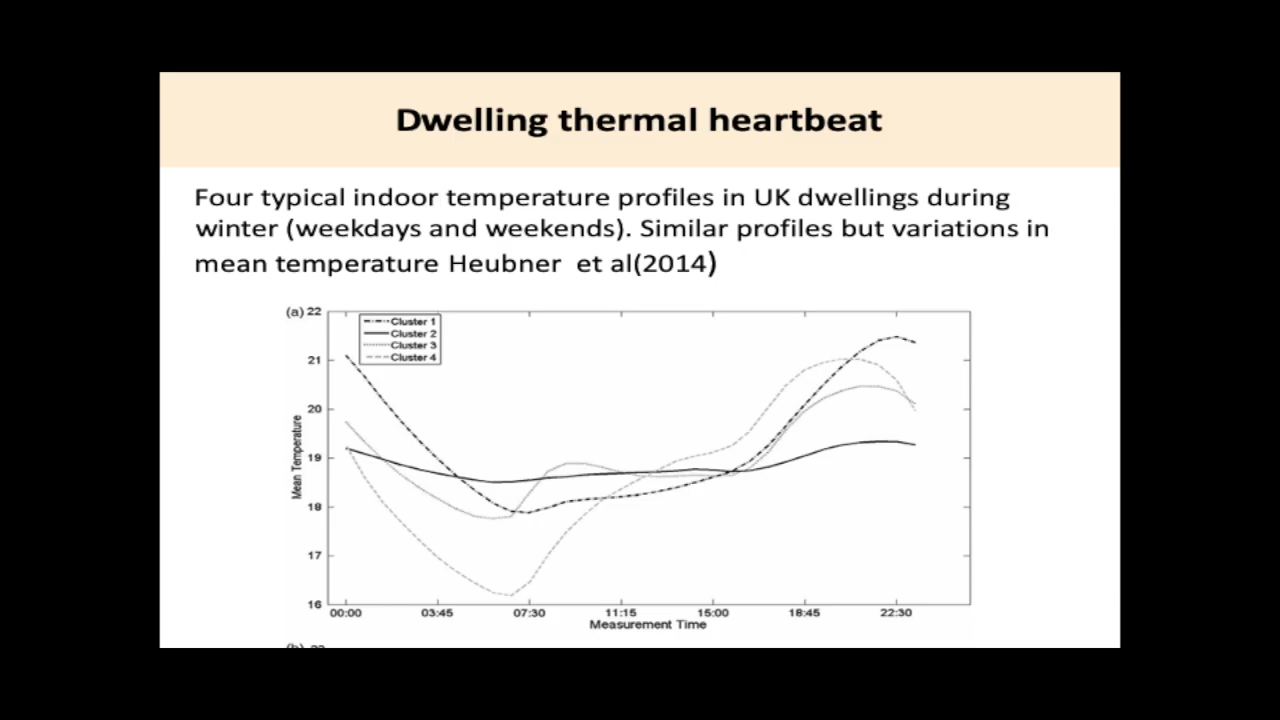 Dwelling thermal heartbeat
Four typical indoor temperature profiles in UK dwellings during
winter (weekdays and weekends). Similar profiles but variations in
mean temperature Heubner et al(2014)
(a) 22
Cluster 1
Cluster 2
Cluster 3
Cluster 4
21
20
19
18
17
16
Mean Temperature
00:00 03:45 07:30 11:15 15:00 18:45 22:30
Measurement Time